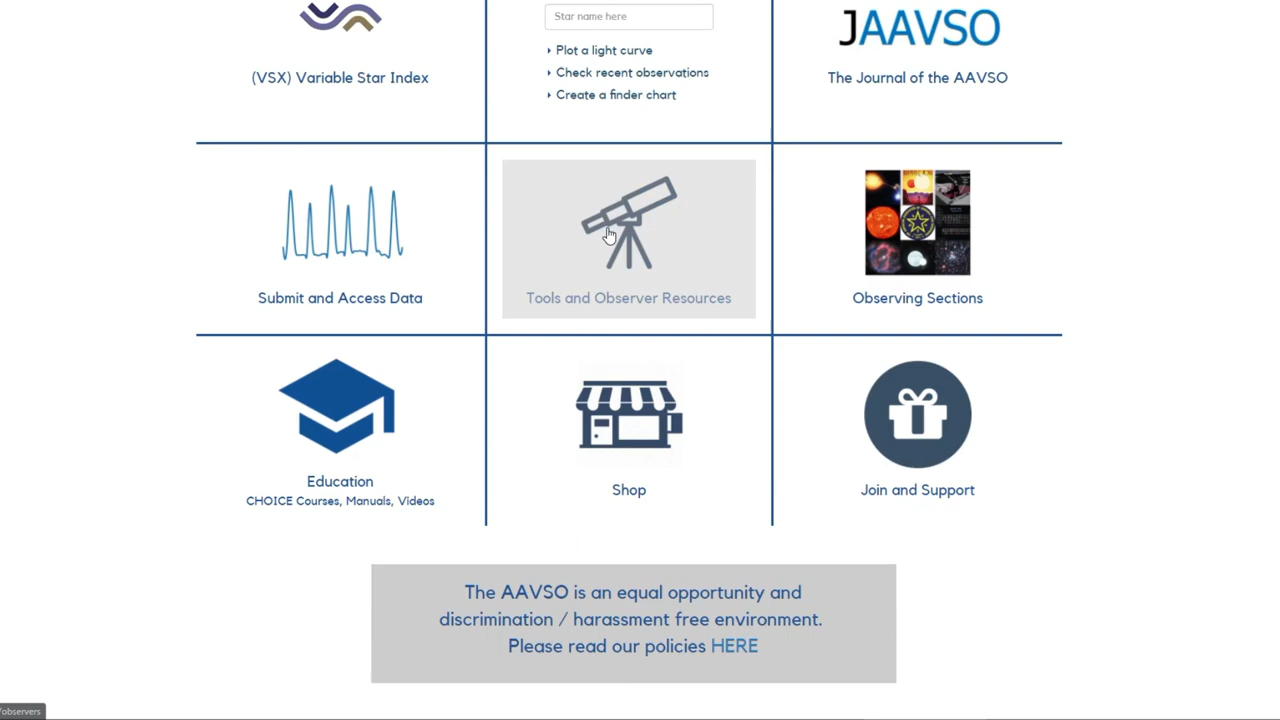 Star name here
JAAVSO
Plot a light curve
(VSX) Variable Star Index
Check recent observations
The Journal of the AAVSO
Create a finder chart
Submit and Access Data
Tools and Observer Resources
Observing Sections
Education
CHOICE Courses, Manuals, Videos
Shop
Join and Support
The AAVSO is an equal opportunity and
discrimination / harassment free environment.
Please read our policies HERE
/observers